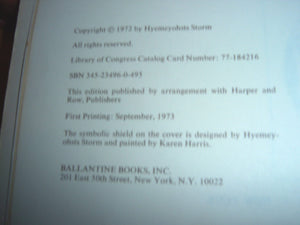 Copyright © 1972 by Hyemeyohsts Storm
All rights reserved.
Library of Congress Catalog Card Number: 77-184216
SBN 345-23496-0-495
This edition published by arrangement with Harper and
Row, Publishers
First Printing: September, 1973
The symbolic shield on the cover is designed by Hyemey-
ohsts Storm and painted by Karen Harris.
BALLANTINE BOOKS, INC.
201 East 50th Street, New York, N.Y. 10022